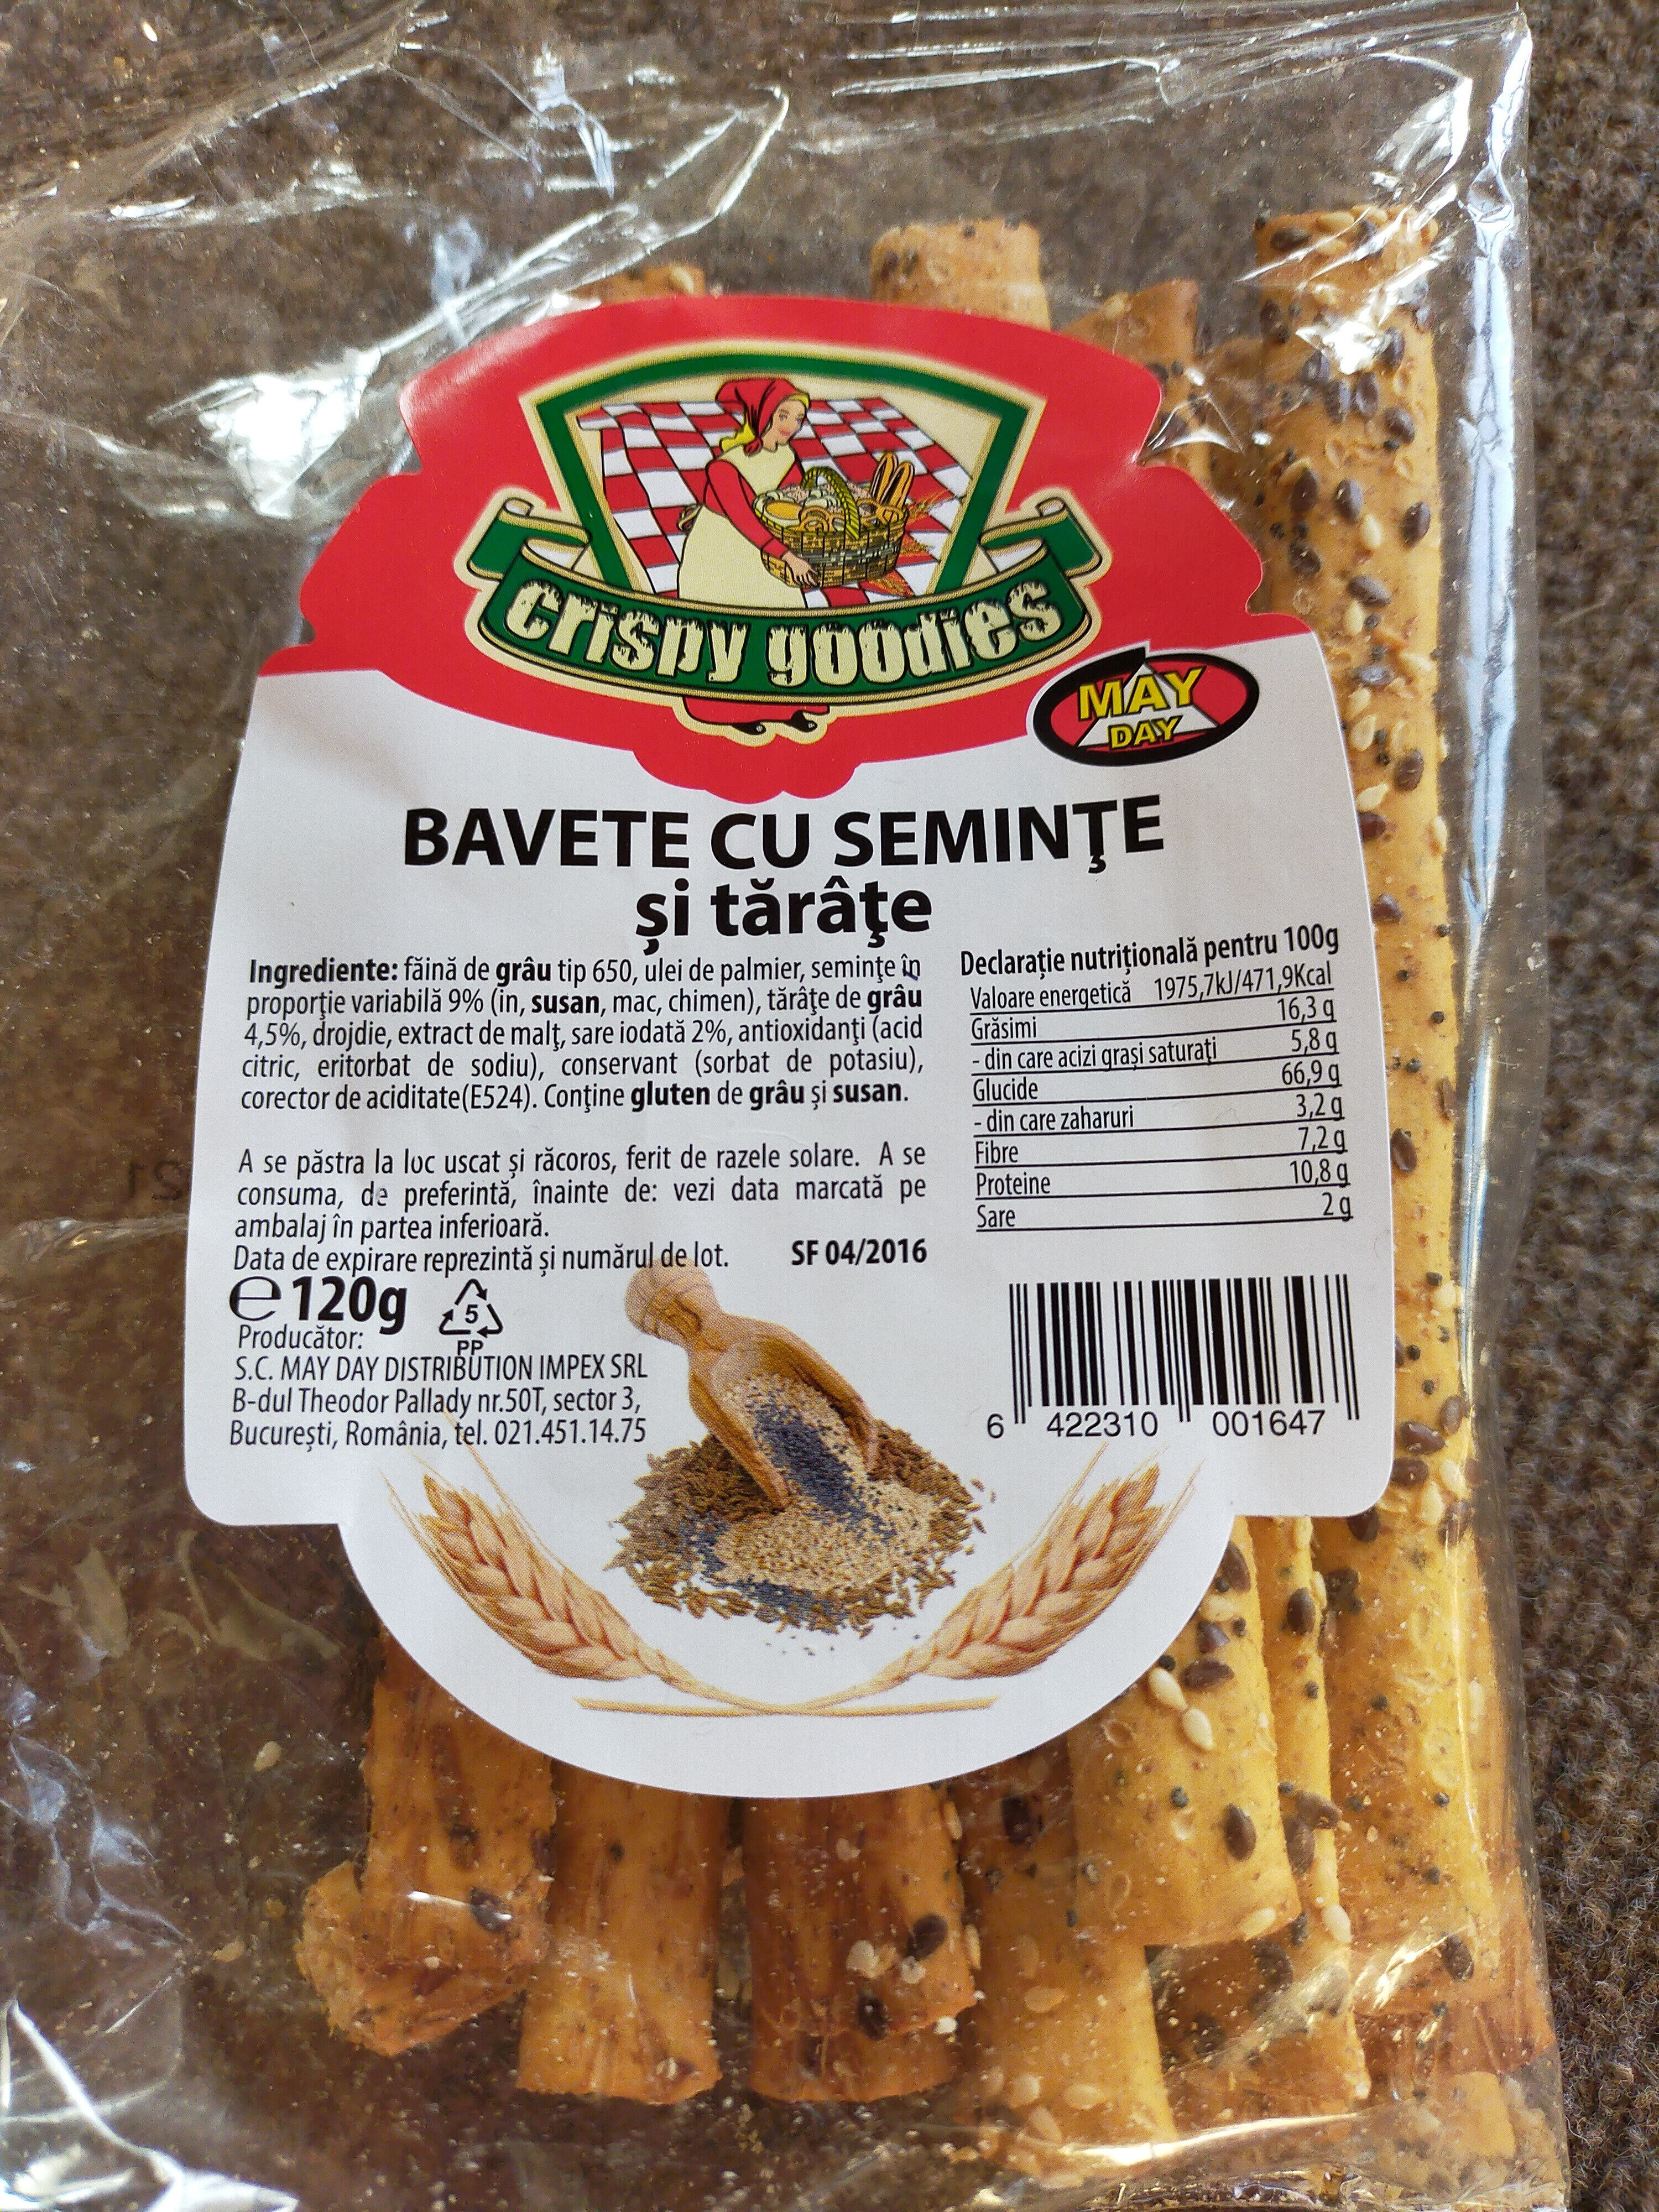 crispy goodies
MAY
DAY
BAVETE CU SEMINŢE
şi tărâţe
Ingrediente: făină de grâu tip 650, ulei de palmier, seminţe în
proporţie variabilă 9% (in, susan, mac, chimen), tărâţe de grâu
4,5%, drojdie, extract de malţ, sare iodată 2%, antioxidanţi (acid
citric, eritorbat de sodiu), conservant (sorbat de potasiu),
corector de aciditate(E524). Conţine gluten de grâu şi susan.
A se păstra la loc uscat şi răcoros, ferit de razele solare. A se
consuma, de preferintă, înainte de: vezi data marcată pe
ambalaj în partea inferioară.
Data de expirare reprezintă şi numărul de lot. SF 04/2016
e 120g
5
PP
Producător:
S.C. MAY DAY DISTRIBUTION IMPEX SRL
B-dul Theodor Pallady nr.50T, sector 3,
Bucureşti, România, tel. 021.451.14.75
Declaraţie nutriţională pentru 100g
Valoare energetică 1975,7kJ/471,9Kcal
Grăsimi 16,3 g
- din care acizi graşi saturaţi 5,8 g
Glucide 66,9 g
- din care zaharuri 3,2 g
Fibre 7,2 g
Proteine 10,8 g
Sare 2 g
6 422310 001647